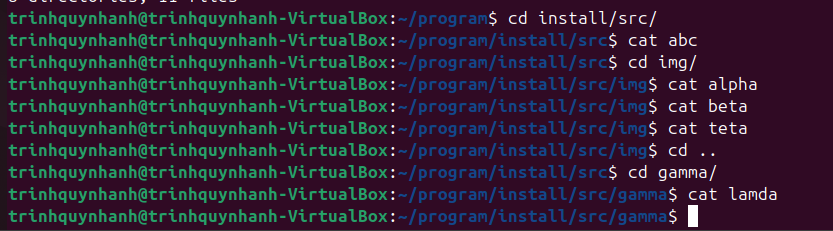 trinhquynhanh@trinhquynhanh-VirtualBox:~/program$ cd install/src/
trinhquynhanh@trinhquynhanh-VirtualBox:~/program/install/src$ cat abc
trinhquynhanh@trinhquynhanh-VirtualBox:~/program/install/src$ cd img/
trinhquynhanh@trinhquynhanh-VirtualBox:~/program/install/src/img$ cat alpha
trinhquynhanh@trinhquynhanh-VirtualBox:~/program/install/src/img$ cat beta
trinhquynhanh@trinhquynhanh-VirtualBox:~/program/install/src/img$ cat teta
trinhquynhanh@trinhquynhanh-VirtualBox:~/program/install/src/img$ cd ..
trinhquynhanh@trinhquynhanh-VirtualBox:~/program/install/src$ cd gamma/
trinhquynhanh@trinhquynhanh-VirtualBox:~/program/install/src/gamma$ cat lamda
trinhquynhanh@trinhquynhanh-VirtualBox:~/program/install/src/gamma$